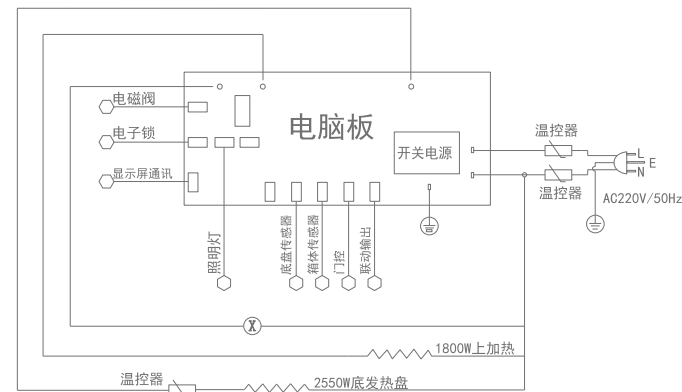 电磁阀
电子锁
显示屏通讯
电脑板
开关电源
温控器
温控器
L
E
N
AC220V/50Hz
照明灯
底盘传感器
箱体传感器
门控
联动输出
X
1800W上加热
温控器
2550W底发热盘